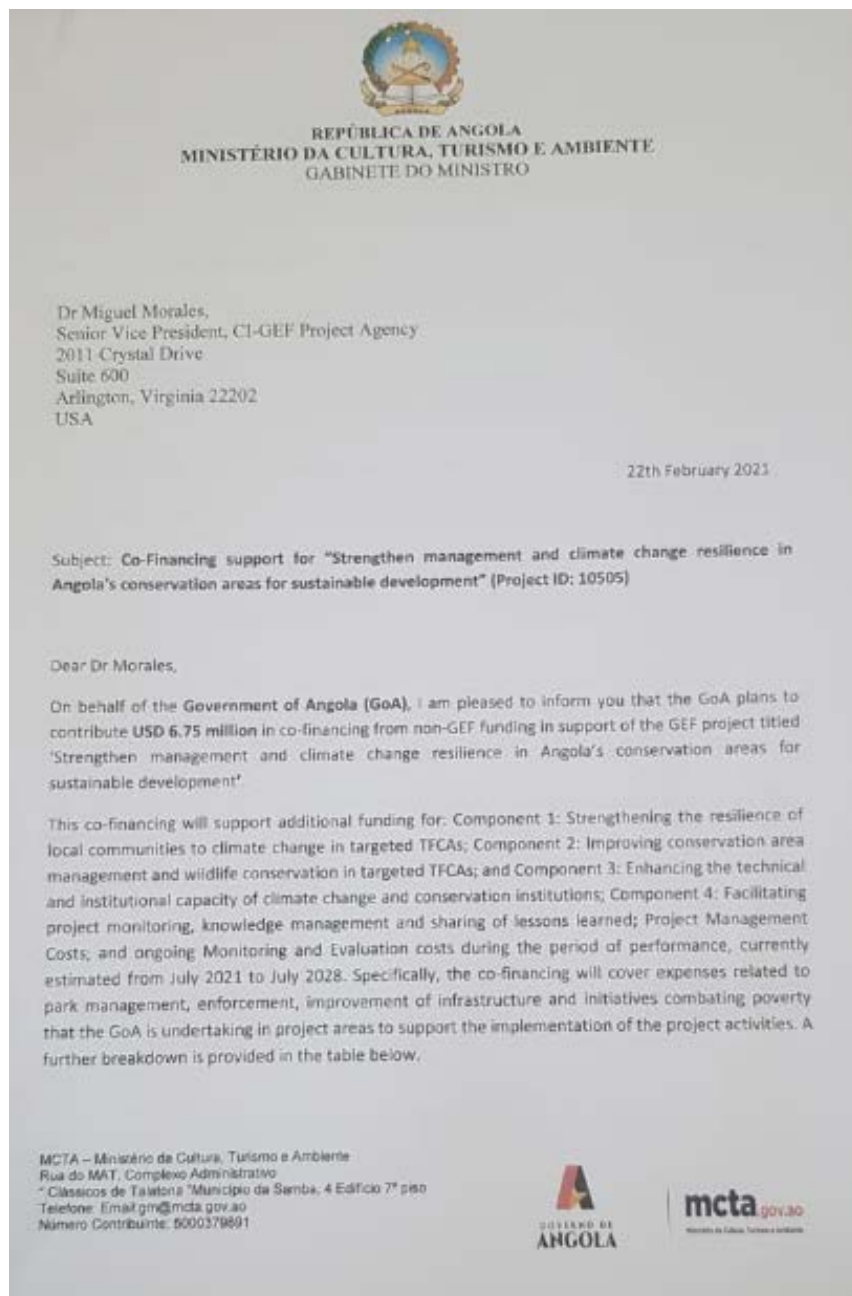 REPÚBLICA DE ANGOLA
MINISTÉRIO DA CULTURA, TURISMO E AMBIENTE
GABINETE DO MINISTRO
Dr Miguel Morales,
Senior Vice President, CI-GEF Project Agency
2011 Crystal Drive
Suite 600
Arlington, Virginia 22202
USA
22th February 2021
Subject: Co-Financing support for "Strengthen management and climate change resilience in
Angola's conservation areas for sustainable development" (Project ID: 10505)
Dear Dr Morales,
On behalf of the Government of Angola (GoA), I am pleased to inform you that the GoA plans to
contribute USD 6.75 million in co-financing from non-GEF funding in support of the GEF project titled
'Strengthen management and climate change resilience in Angola's conservation areas for
sustainable development'
This co-financing will support additional funding for: Component 1: Strengthening the resilience of
local communities to climate change in targeted TFCAs; Component 2: Improving conservation area
management and wildlife conservation in targeted TFCAs; and Component 3: Enhancing the technical
and institutional capacity of climate change and conservation institutions; Component 4: Facilitating
project monitoring, knowledge management and sharing of lessons learned; Project Management
Costs; and ongoing Monitoring and Evaluation costs during the period of performance, currently
estimated from July 2021 to July 2028. Specifically, the co-financing will cover expenses related to
park management, enforcement, improvement of infrastructure and initiatives combating poverty
that the GoA is undertaking in project areas to support the implementation of the project activities. A
further breakdown is provided in the table below.
MCTA – Ministério da Cultura, Turismo e Ambiente
Rua do MAT, Complexo Administrativo
" Clássicos de Talatona "Município da Samba, 4 Edifício 7º piso
Telefone: Email:gm@mcta.gov.ao
Número Contribuinte: 5000379691
GOVERNO DE
ANGOLA
mcta.gov.ao
Ministério da Cultura, Turismo e Ambiente